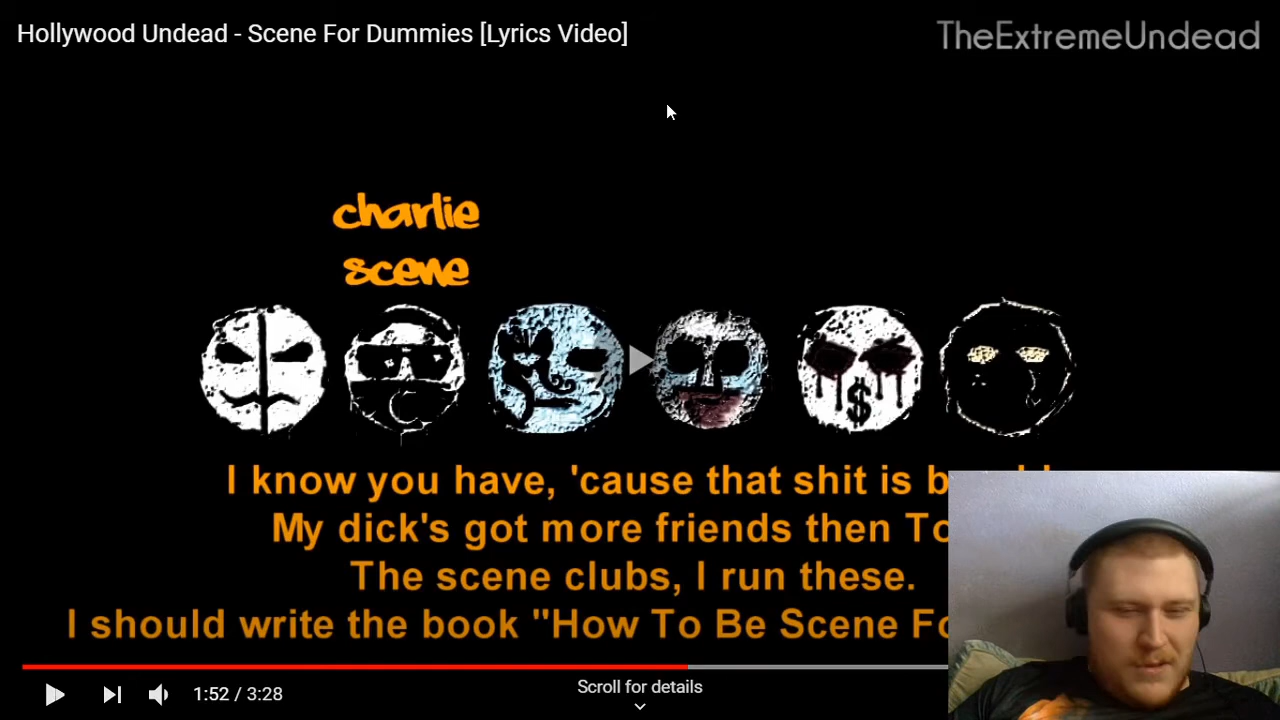 Hollywood Undead - Scene For Dummies [Lyrics Video]
TheExtremeUndead
charlie
scene
I know you have, 'cause that shit is
My dick's got more friends then
The scene clubs, I run these.
I should write the book "How To Be Scene
1:52 / 3:28
Scroll for details